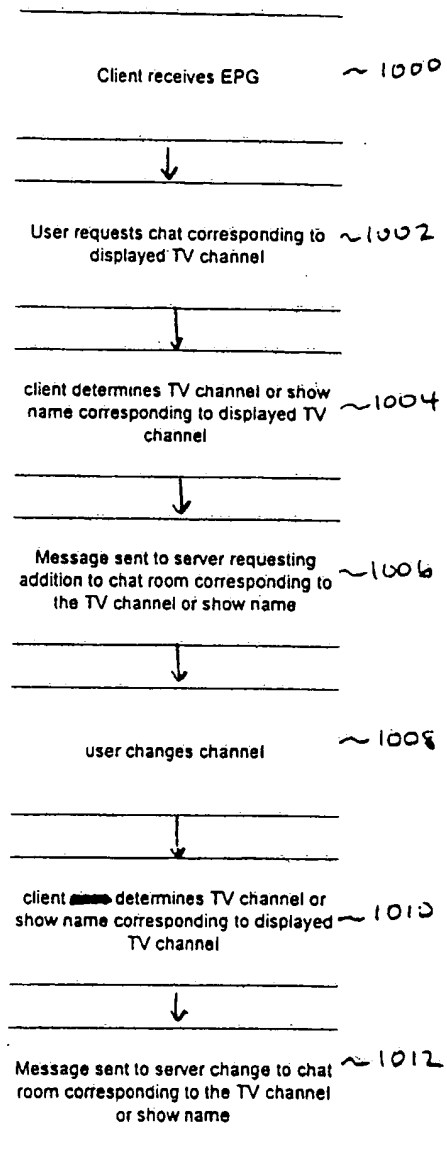 Client receives EPG ~ 1000
User requests chat corresponding to ~1002
displayed TV channel
client determines TV channel or show
name corresponding to displayed TV ~1004
channel
Message sent to server requesting
addition to chat room corresponding to ~1006
the TV channel or show name
user changes channel ~ 1008
client determines TV channel or
show name corresponding to displayed ~ 1010
TV channel
Message sent to server change to chat ~ 1012
room corresponding to the TV channel
or show name